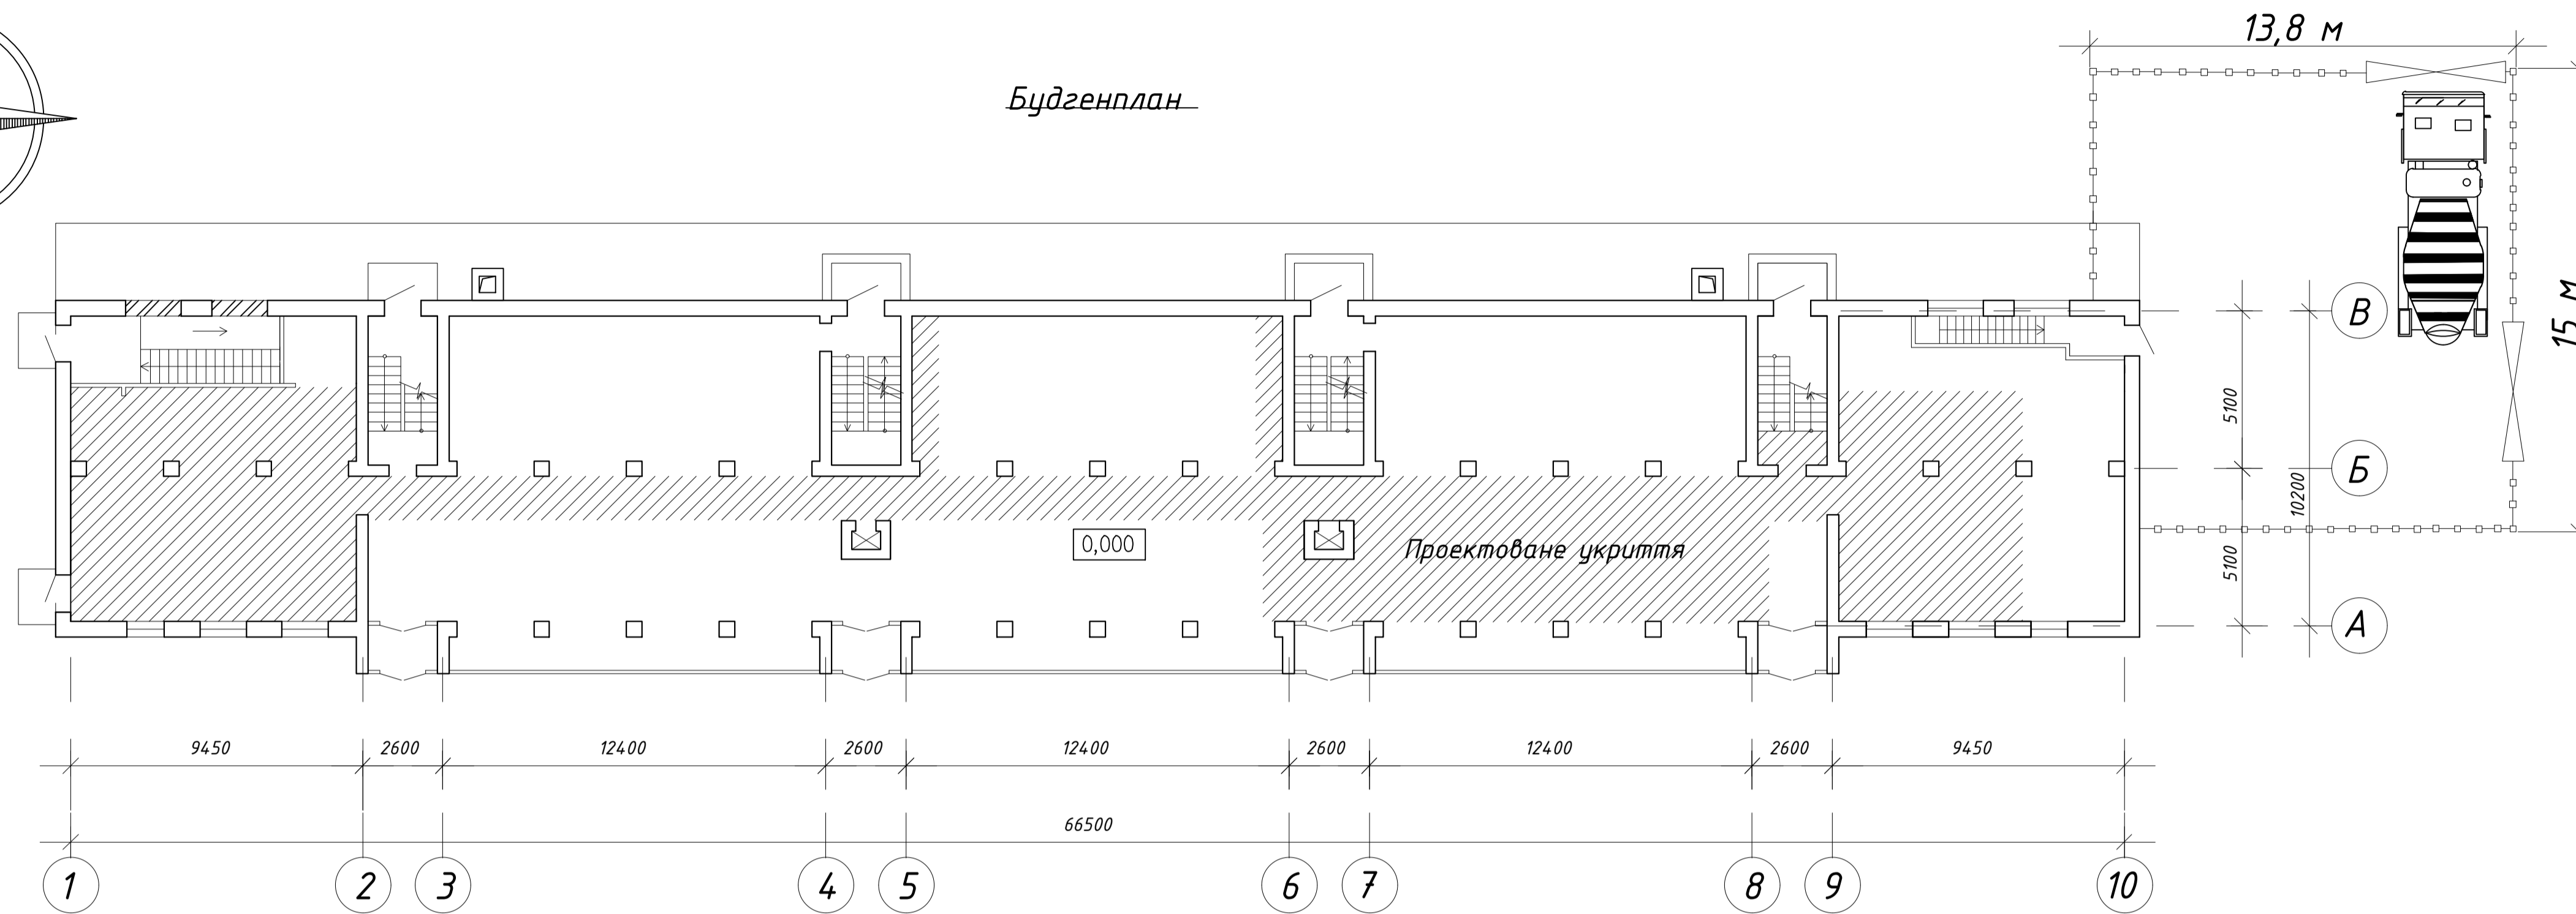 13,8 м
Будгенплан
15 м
В
5100
Б
10200
0,000
Проектоване укриття
5100
А
9450 2600 12400 2600 12400 2600 12400 2600 9450
66500
1 2 3 4 5 6 7 8 9 10